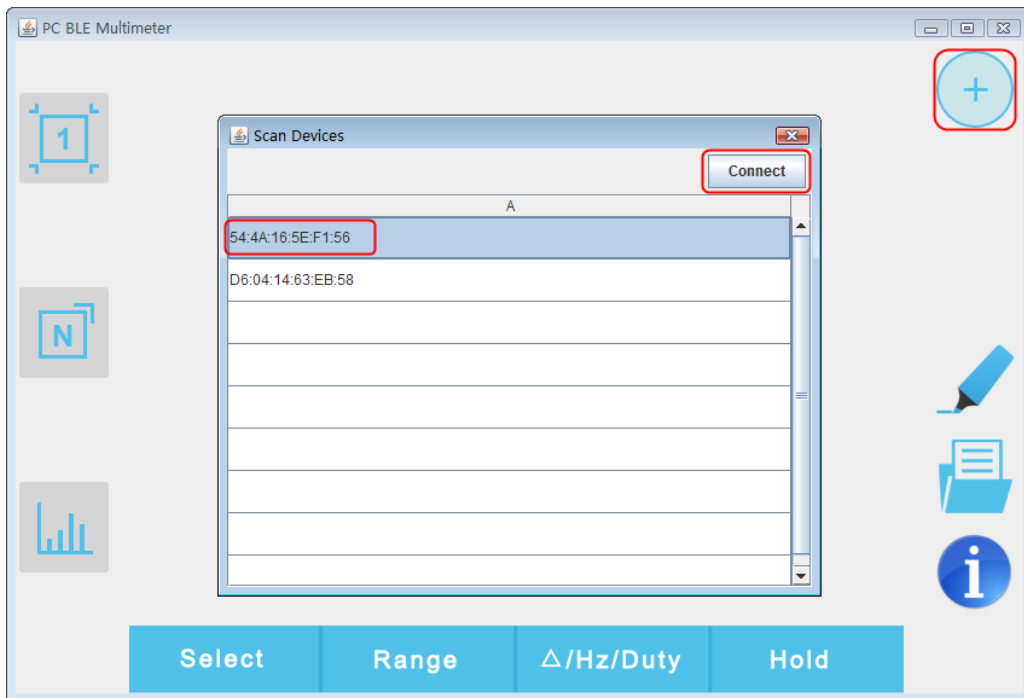 PC BLE Multimeter
1
Scan Devices
Connect
A
54:4A:16:5E:F1:56
D6:04:14:63:EB:58
N
i
Select
Range
△/Hz/Duty
Hold